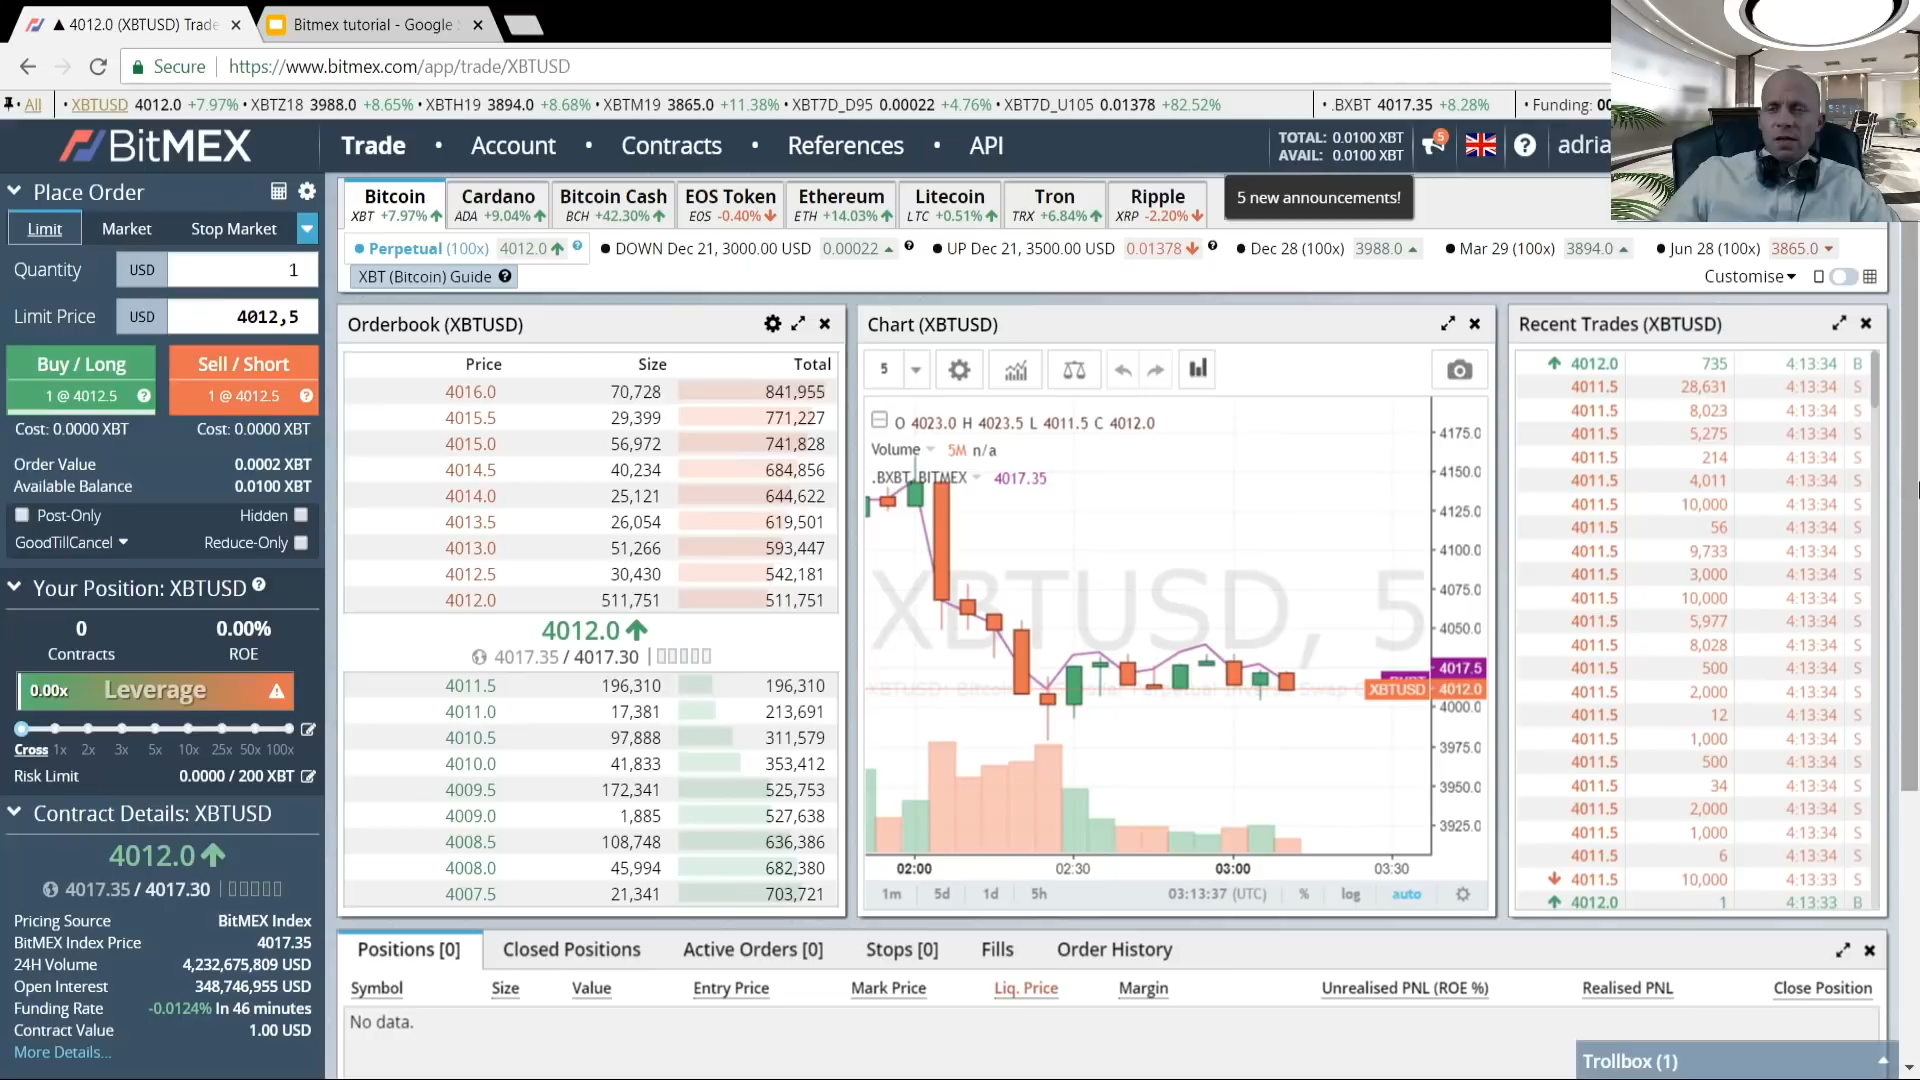 ▲ 4012.0 (XBTUSD) Trade
Bitmex tutorial - Google
Secure https://www.bitmex.com/app/trade/XBTUSD
All • XBTUSD 4012.0 +7.97% • XBTZ18 3988.0 +8.65% • XBTH19 3894.0 +8.68% • XBTM19 3865.0 +11.38% • XBT7D_D95 0.00022 +4.76% • XBT7D_U105 0.01378 +82.52% • .BXBT 4017.35 +8.28% • Funding: 00
BitMEX Trade • Account • Contracts • References • API
TOTAL: 0.0100 XBT
AVAIL: 0.0100 XBT
5
? adria
Place Order
Limit Market Stop Market
Quantity USD 1
Limit Price USD 4012,5
Buy / Long Sell / Short
1 @ 4012.5 ? 1 @ 4012.5 ?
Cost: 0.0000 XBT Cost: 0.0000 XBT
Order Value 0.0002 XBT
Available Balance 0.0100 XBT
Post-Only Hidden
GoodTillCancel Reduce-Only
Your Position: XBTUSD ?
0 0.00%
Contracts ROE
0.00x Leverage
Cross 1x 2x 3x 5x 10x 25x 50x 100x
Risk Limit 0.0000 / 200 XBT
Contract Details: XBTUSD
4012.0
4017.35 / 4017.30
Pricing Source BitMEX Index
BitMEX Index Price 4017.35
24H Volume 4,232,675,809 USD
Open Interest 348,746,955 USD
Funding Rate -0.0124% In 46 minutes
Contract Value 1.00 USD
More Details...
Bitcoin Cardano Bitcoin Cash EOS Token Ethereum Litecoin Tron Ripple
XBT +7.97% ADA +9.04% BCH +42.30% EOS -0.40% ETH +14.03% LTC +0.51% TRX +6.84% XRP -2.20%
5 new announcements!
Perpetual (100x) 4012.0 ? DOWN Dec 21, 3000.00 USD 0.00022 ? UP Dec 21, 3500.00 USD 0.01378 ? Dec 28 (100x) 3988.0 Mar 29 (100x) 3894.0 Jun 28 (100x) 3865.0
XBT (Bitcoin) Guide ? Customise
Orderbook (XBTUSD)
Price Size Total
4016.0 70,728 841,955
4015.5 29,399 771,227
4015.0 56,972 741,828
4014.5 40,234 684,856
4014.0 25,121 644,622
4013.5 26,054 619,501
4013.0 51,266 593,447
4012.5 30,430 542,181
4012.0 511,751 511,751
4012.0
4017.35 / 4017.30
4011.5 196,310 196,310
4011.0 17,381 213,691
4010.5 97,888 311,579
4010.0 41,833 353,412
4009.5 172,341 525,753
4009.0 1,885 527,638
4008.5 108,748 636,386
4008.0 45,994 682,380
4007.5 21,341 703,721
Chart (XBTUSD)
5
O 4023.0 H 4023.5 L 4011.5 C 4012.0
Volume 5M n/a
.BXBT, BITMEX 4017.35
XBTUSD, 5
4175.0
4150.0
4125.0
4100.0
4075.0
4050.0
4017.5
XBTUSD 4012.0
4000.0
3975.0
3950.0
3925.0
02:00 02:30 03:00 03:30
1m 5d 1d 5h 03:13:37 (UTC) % log auto
Recent Trades (XBTUSD)
4012.0 735 4:13:34 B
4011.5 28,631 4:13:34 S
4011.5 8,023 4:13:34 S
4011.5 5,275 4:13:34 S
4011.5 214 4:13:34 S
4011.5 4,011 4:13:34 S
4011.5 10,000 4:13:34 S
4011.5 56 4:13:34 S
4011.5 9,733 4:13:34 S
4011.5 3,000 4:13:34 S
4011.5 10,000 4:13:34 S
4011.5 5,977 4:13:34 S
4011.5 8,028 4:13:34 S
4011.5 500 4:13:34 S
4011.5 2,000 4:13:34 S
4011.5 12 4:13:34 S
4011.5 1,000 4:13:34 S
4011.5 500 4:13:34 S
4011.5 34 4:13:34 S
4011.5 2,000 4:13:34 S
4011.5 1,000 4:13:34 S
4011.5 6 4:13:34 S
4011.5 10,000 4:13:33 S
4012.0 1 4:13:33 B
Positions [0] Closed Positions Active Orders [0] Stops [0] Fills Order History
Symbol Size Value Entry Price Mark Price Liq. Price Margin Unrealised PNL (ROE %) Realised PNL Close Position
No data.
Trollbox (1)